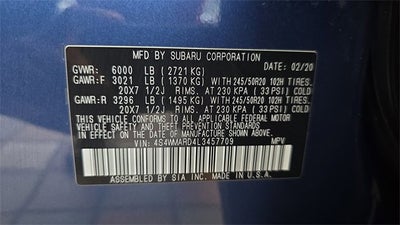 MFD BY SUBARU CORPORATION DATE: 02/20
GVWR: 6000 LB (2721 KG)
GAWR:F 3021 LB (1370 KG) WITH 245/50R20 102H TIRES,
20X7 1/2J RIMS, AT 230 KPA (33 PSI) COLD
GAWR:R 3296 LB (1495 KG) WITH 245/50R20 102H TIRES,
20X7 1/2J RIMS, AT 230 KPA (33 PSI) COLD
THIS VEHICLE CONFORMS TO ALL APPLICABLE FEDERAL MOTOR
VEHICLE SAFETY STANDARDS IN EFFECT ON THE DATE OF
MANUFACTURE SHOWN ABOVE.
VIN: 4S4WMARD4L3457709 MPV
ASSEMBLED BY SIA INC. MADE IN U.S.A.